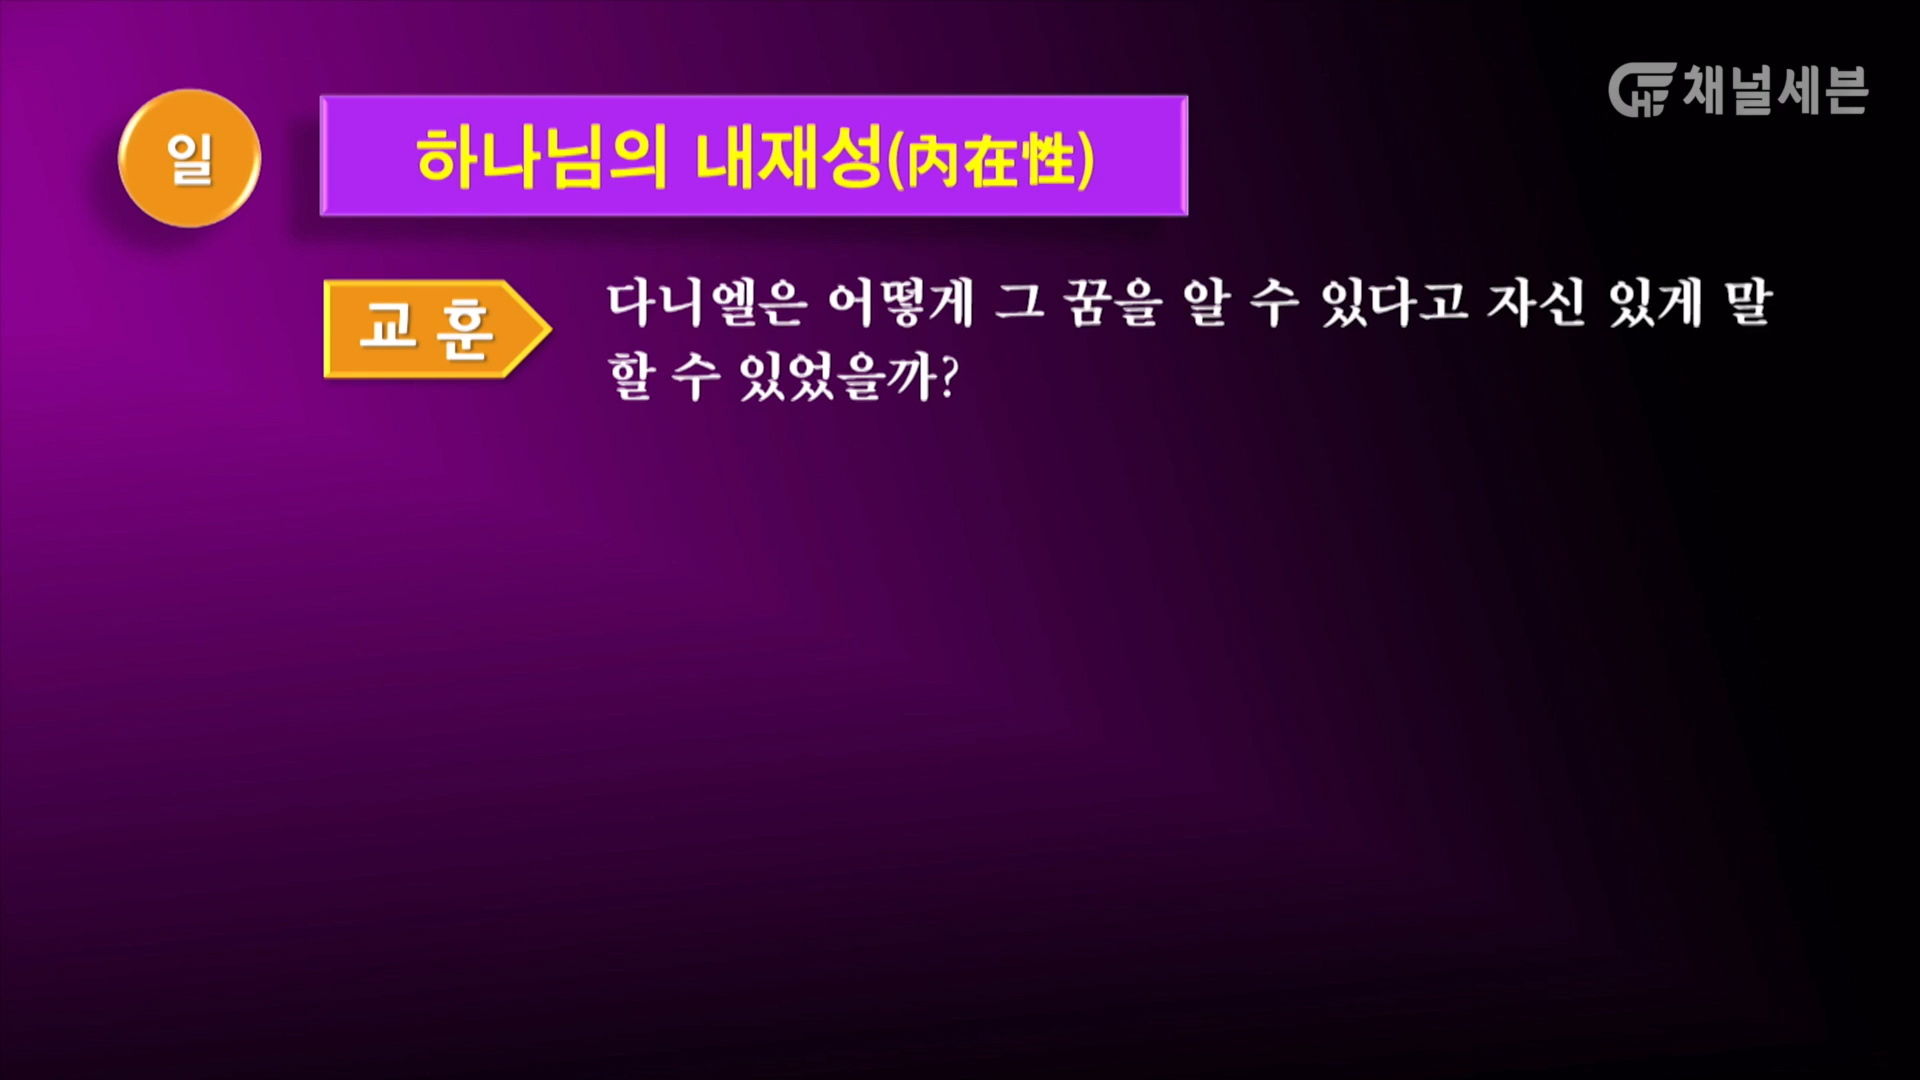 채널세븐
일
하나님의 내재성(內在性)
교 훈
다니엘은 어떻게 그 꿈을 알 수 있다고 자신 있게 말
할 수 있었을까?